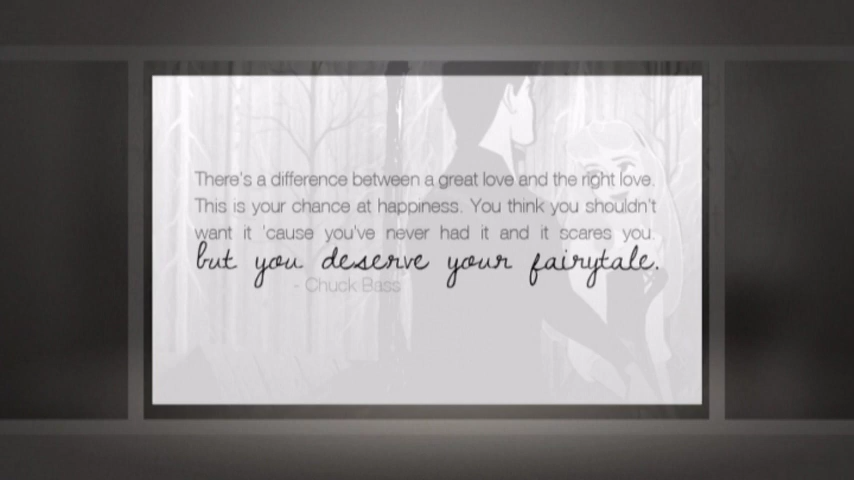 There's a difference between a great love and the right love.
This is your chance at happiness. You think you shouldn't
want it 'cause you've never had it and it scares you.
but you deserve your fairytale.
- Chuck Bass